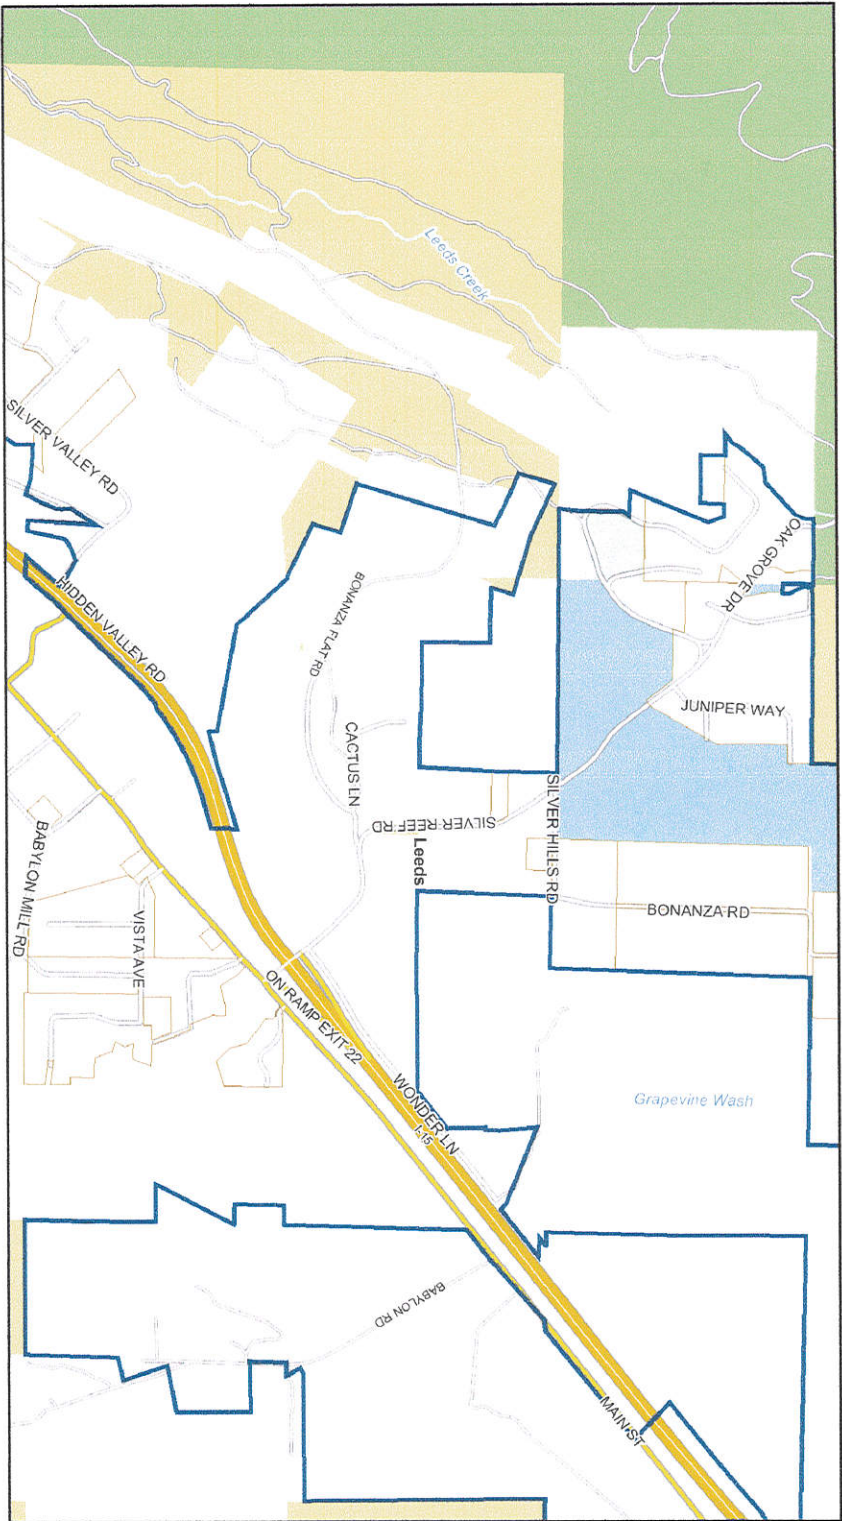 Leeds Creek
SILVER VALLEY RD
OAK GROVE DR
HIDDEN VALLEY RD
BONANZA FLAT RD
JUNIPER WAY
CACTUS LN
SILVER REEF RD
Leeds
SILVER HILLS RD
BABYLON MILL RD
VISTA AVE
BONANZA RD
ON RAMP EXIT 22
WONDER LN
I-15
Grapevine Wash
BABYLON RD
MAIN ST